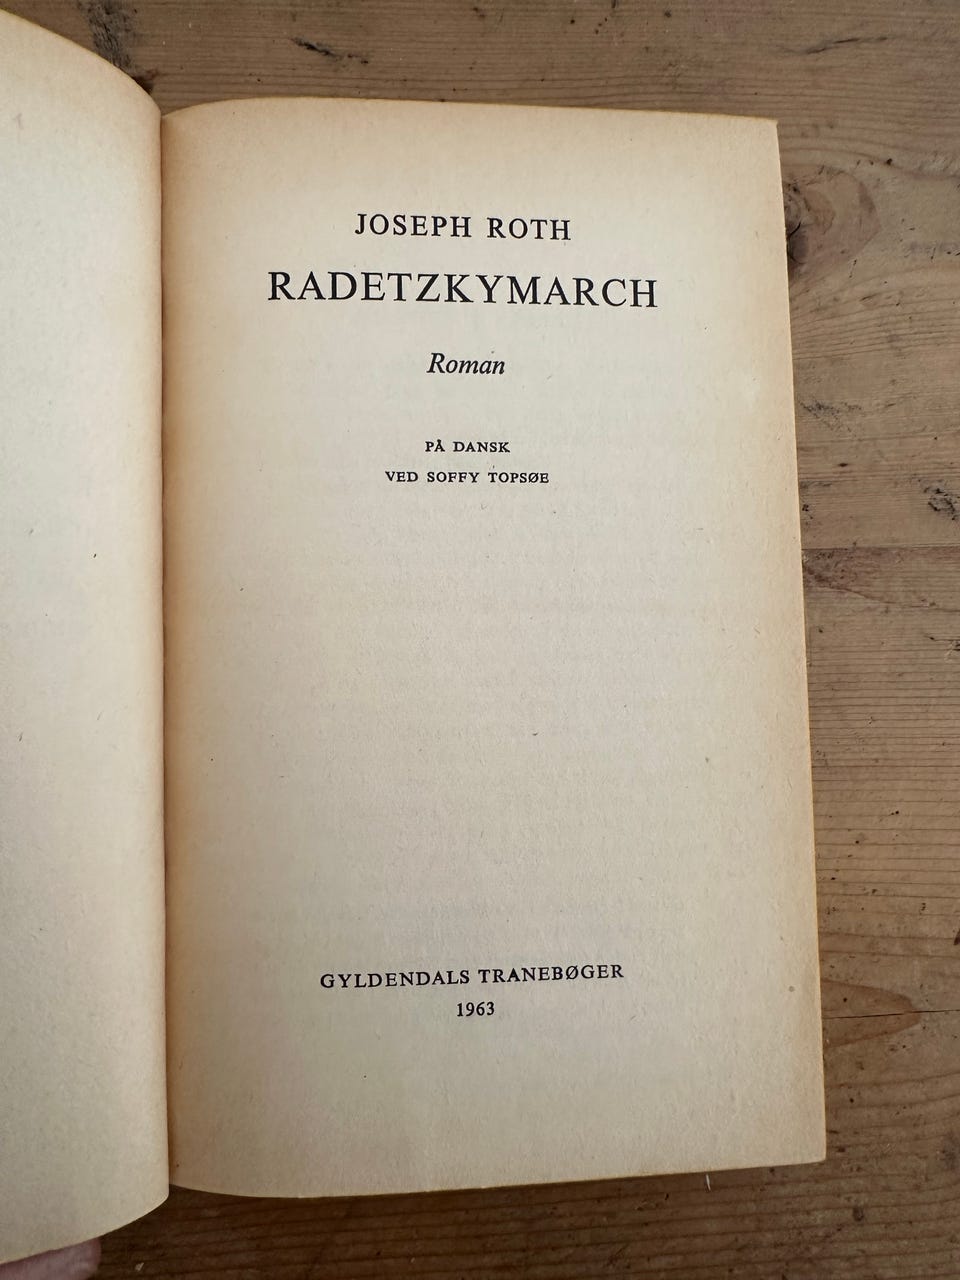 JOSEPH ROTH
RADETZKYMARCH
Roman
PÅ DANSK
VED SOFFY TOPSØE
GYLDENDALS TRANEBØGER
1963